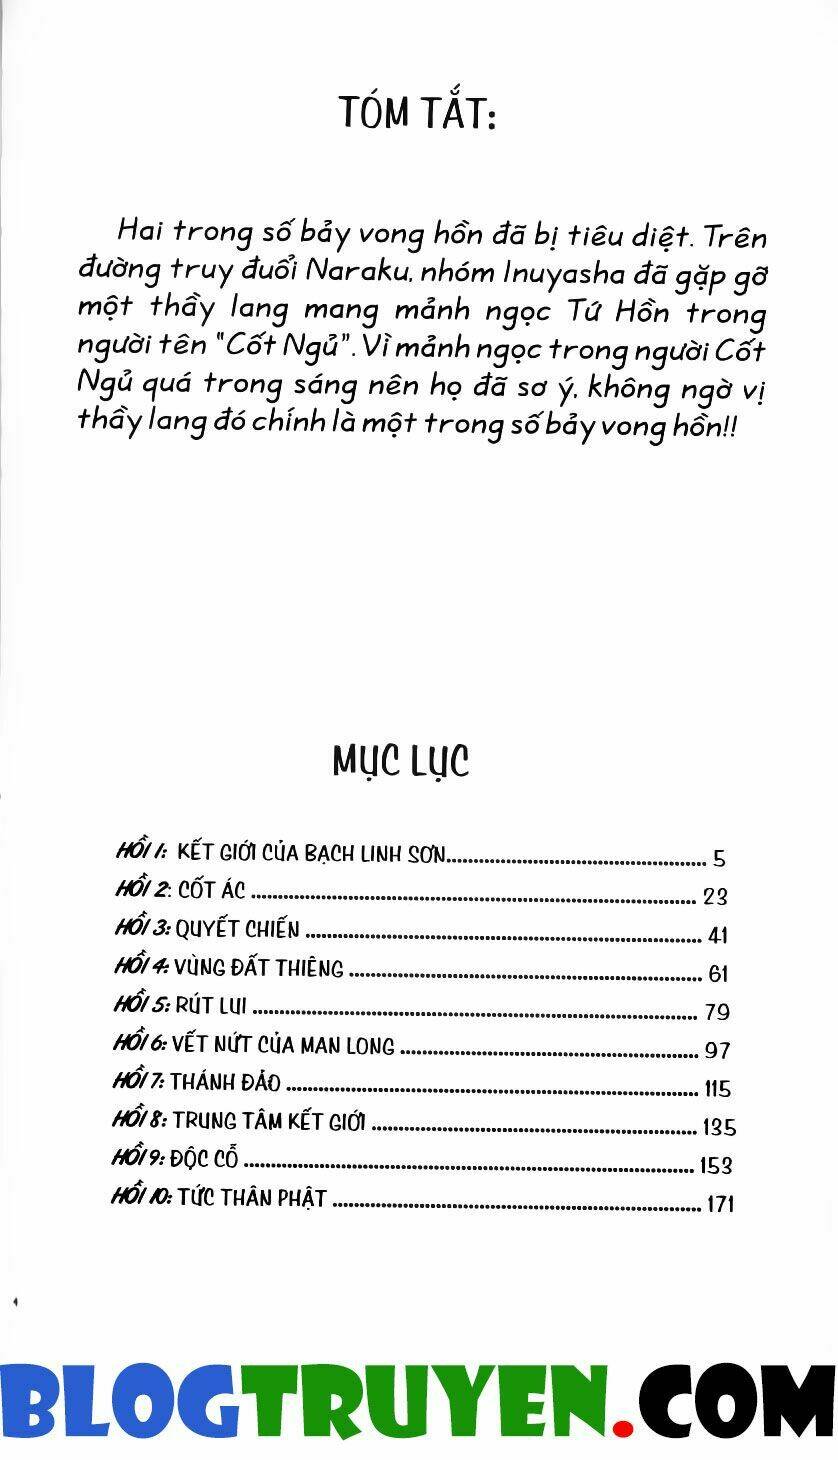 TÓM TẮT:
Hai trong số bảy vong hồn đã bị tiêu diệt. Trên
đường truy đuổi Naraku, nhóm Inuyasha đã gặp gỡ
một thầy lang mang mảnh ngọc Tứ Hồn trong
người tên "Cốt Ngủ". Vì mảnh ngọc trong người Cốt
Ngủ quá trong sáng nên họ đã sơ ý, không ngờ vị
thầy lang đó chính là một trong số bảy vong hồn!!
MỤC LỤC
HỒI 1: KẾT GIỚI CỦA BẠCH LINH SƠN................................................................ 5
HỒI 2: CỐT ÁC ................................................................ 23
HỒI 3: QUYẾT CHIẾN ................................................................ 41
HỒI 4: VÙNG ĐẤT THIÊNG ................................................................ 61
HỒI 5: RÚT LUI ................................................................ 79
HỒI 6: VẾT NỨT CỦA MAN LONG ................................................................ 97
HỒI 7: THÁNH ĐẢO ................................................................ 115
HỒI 8: TRUNG TÂM KẾT GIỚI ................................................................ 135
HỒI 9: ĐỘC CỔ ................................................................ 153
HỒI 10: TỨC THÂN PHẬT ................................................................ 171
BLOGTRUYEN.COM